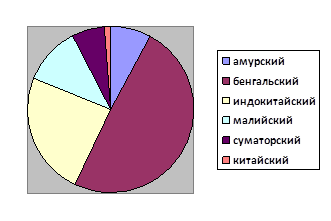 амурский
бенгальский
индокитайский
малийский
суматорский
китайский